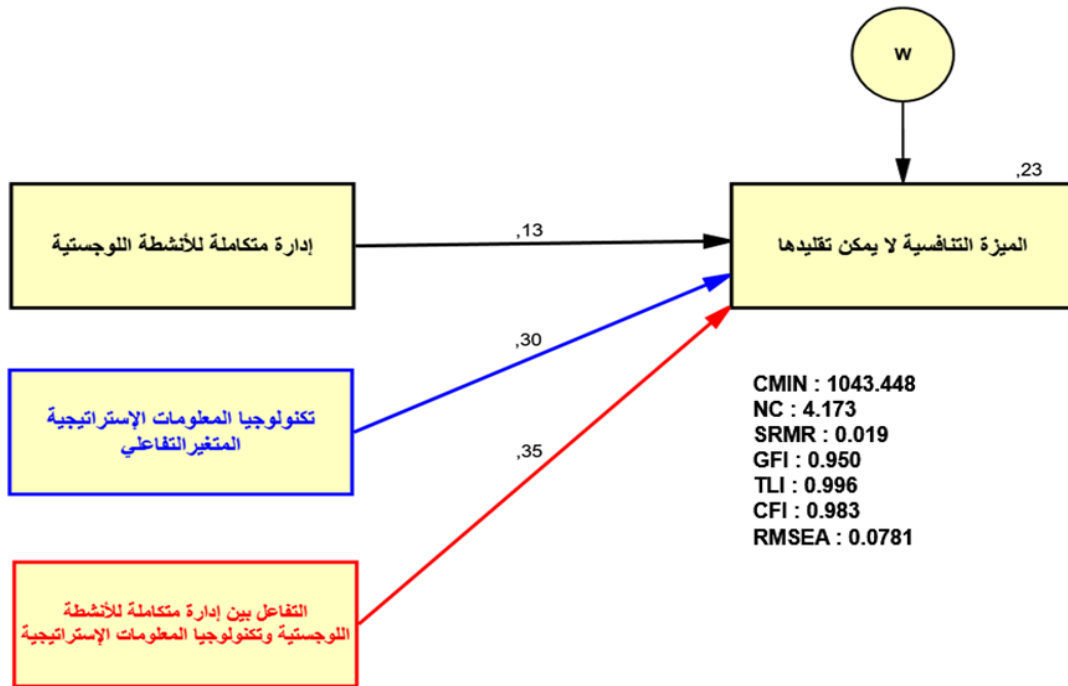 w
,23
إدارة متكاملة للأنشطة اللوجستية
,13
الميزة التنافسية لا يمكن تقليدها
,30
تكنولوجيا المعلومات الإستراتيجية
المتغيرالتفاعلي
,35
التفاعل بين إدارة متكاملة للأنشطة
اللوجستية وتكنولوجيا المعلومات الإستراتيجية
CMIN : 1043.448
NC : 4.173
SRMR : 0.019
GFI : 0.950
TLI : 0.996
CFI : 0.983
RMSEA : 0.0781